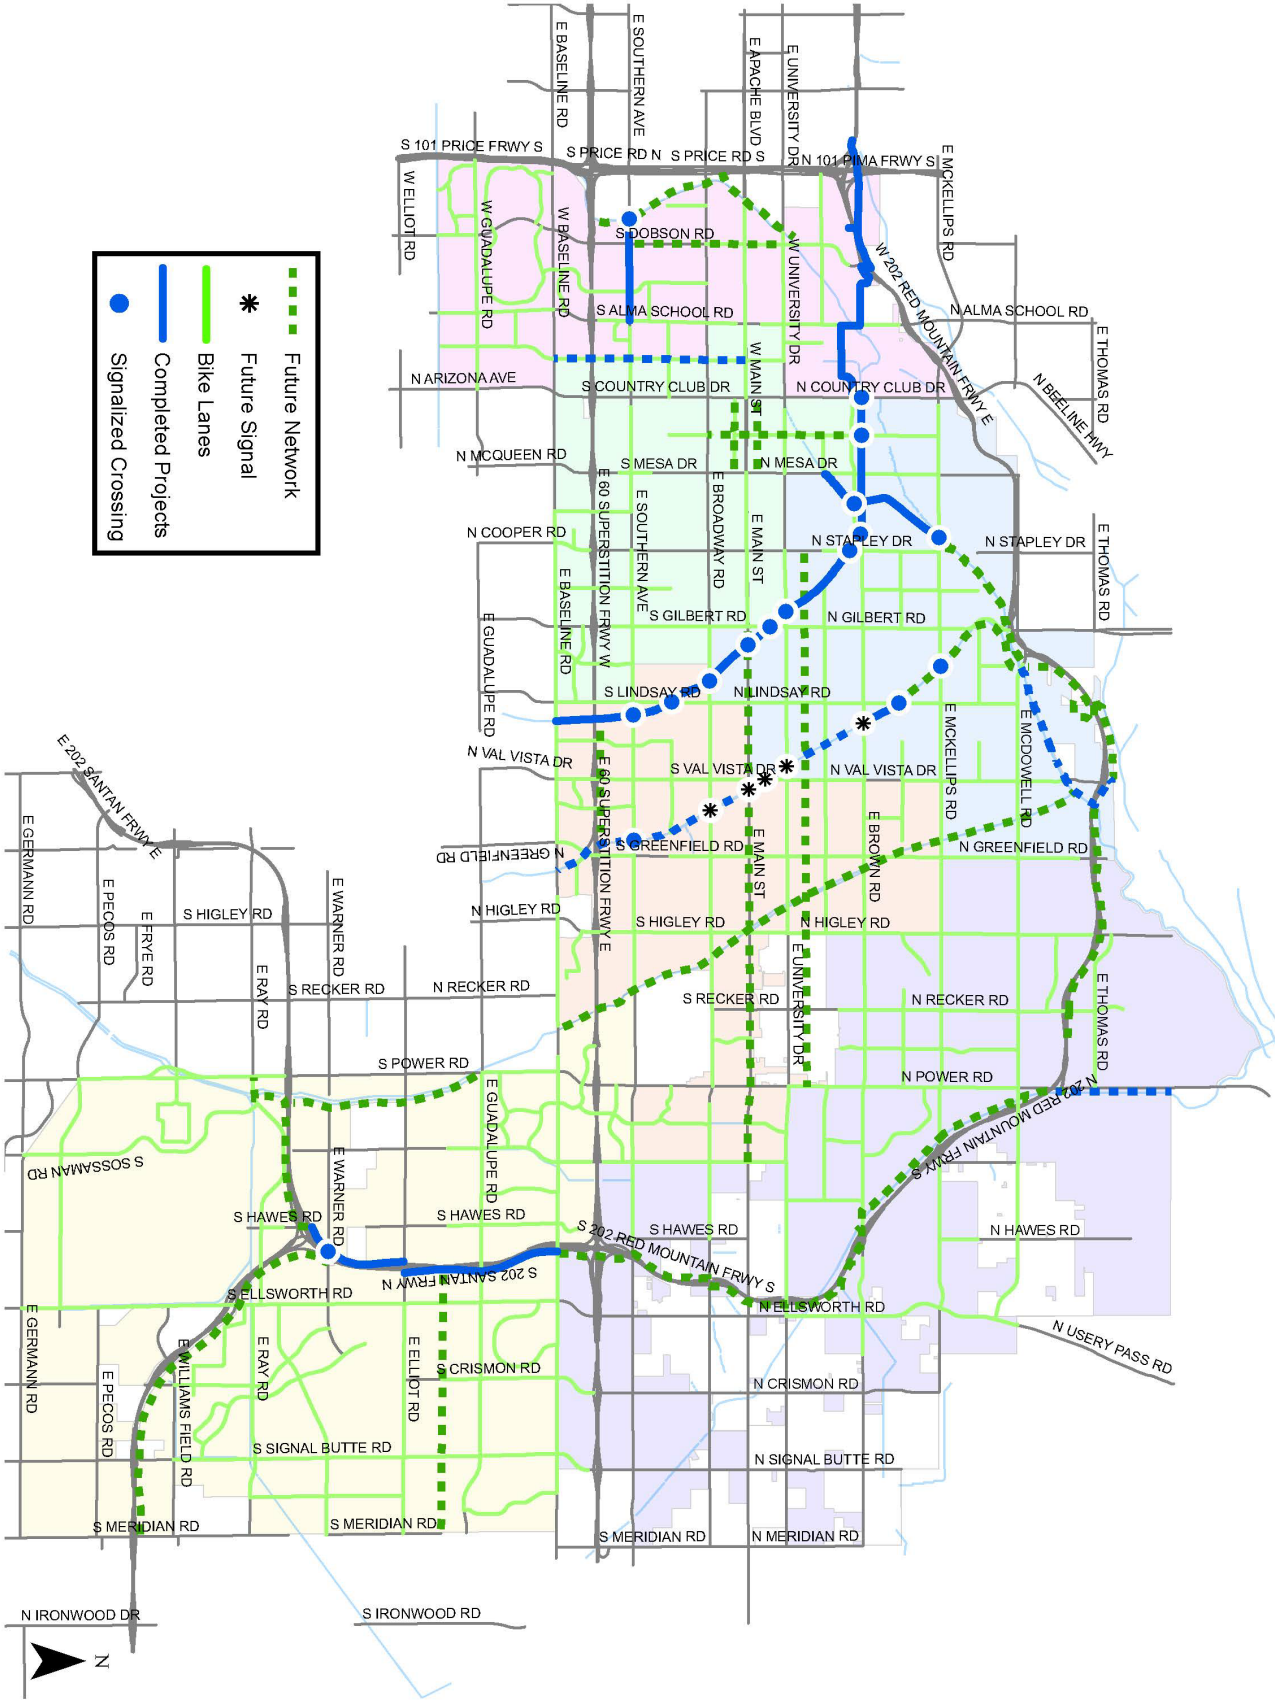 E BASELINE RD
E SOUTHERN AVE
E APACHE BLVD
E UNIVERSITY DR
S 101 PRICE FRWY S
S PRICE RD N
S PRICE RD S
N 101 PIMA FRWY S
E MCKELLIPS RD
W ELLIOT RD
W GUADALUPE RD
W BASELINE RD
S DOBSON RD
W UNIVERSITY DR
W 202 RED MOUNTAIN FRWY E
S ALMA SCHOOL RD
N ALMA SCHOOL RD
E THOMAS RD
W MAIN ST
N ARIZONA AVE
S COUNTRY CLUB DR
N COUNTRY CLUB DR
N BEELINE HWY
N MCQUEEN RD
S MESA DR
N MESA DR
E 60 SUPERSTITION FRWY W
E SOUTHERN AVE
E BROADWAY RD
E MAIN ST
N COOPER RD
N STAPLEY DR
N STAPLEY DR
E THOMAS RD
E BASELINE RD
E GUADALUPE RD
S GILBERT RD
N GILBERT RD
S LINDSAY RD
N LINDSAY RD
E MCKELLIPS RD
E MCDOWELL RD
N VAL VISTA DR
S VAL VISTA DR
N VAL VISTA DR
E 60 SUPERSTITION FRWY E
N GREENFIELD RD
S GREENFIELD RD
N GREENFIELD RD
E MAIN ST
E BROWN RD
E 202 SANTAN FRWY E
E GERMANN RD
E PECOS RD
E FRYE RD
S HIGLEY RD
E WARNER RD
N HIGLEY RD
S HIGLEY RD
N HIGLEY RD
E RAY RD
S RECKER RD
N RECKER RD
S RECKER RD
E UNIVERSITY DR
N RECKER RD
E THOMAS RD
S POWER RD
N POWER RD
E GUADALUPE RD
N 202 RED MOUNTAIN FRWY S
S SOSSAMAN RD
E WARNER RD
S HAWES RD
S HAWES RD
S HAWES RD
N HAWES RD
S 202 RED MOUNTAIN FRWY S
S 202 SANTAN FRWY N
S ELLSWORTH RD
N ELLSWORTH RD
E GERMANN RD
E PECOS RD
E WILLIAMS FIELD RD
E RAY RD
E ELLIOT RD
S CRISMON RD
N CRISMON RD
N USERY PASS RD
S SIGNAL BUTTE RD
N SIGNAL BUTTE RD
S MERIDIAN RD
S MERIDIAN RD
S MERIDIAN RD
N MERIDIAN RD
N IRONWOOD DR
S IRONWOOD RD
N
Future Network
Future Signal
Bike Lanes
Completed Projects
Signalized Crossing